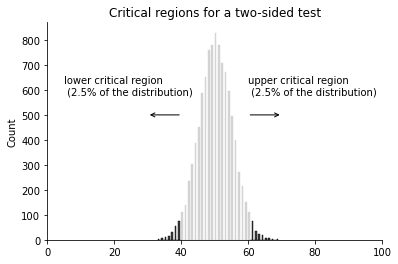 Critical regions for a two-sided test
800
700
600
500
400
300
200
100
0
Count
lower critical region
(2.5% of the distribution)
upper critical region
(2.5% of the distribution)
0 20 40 60 80 100